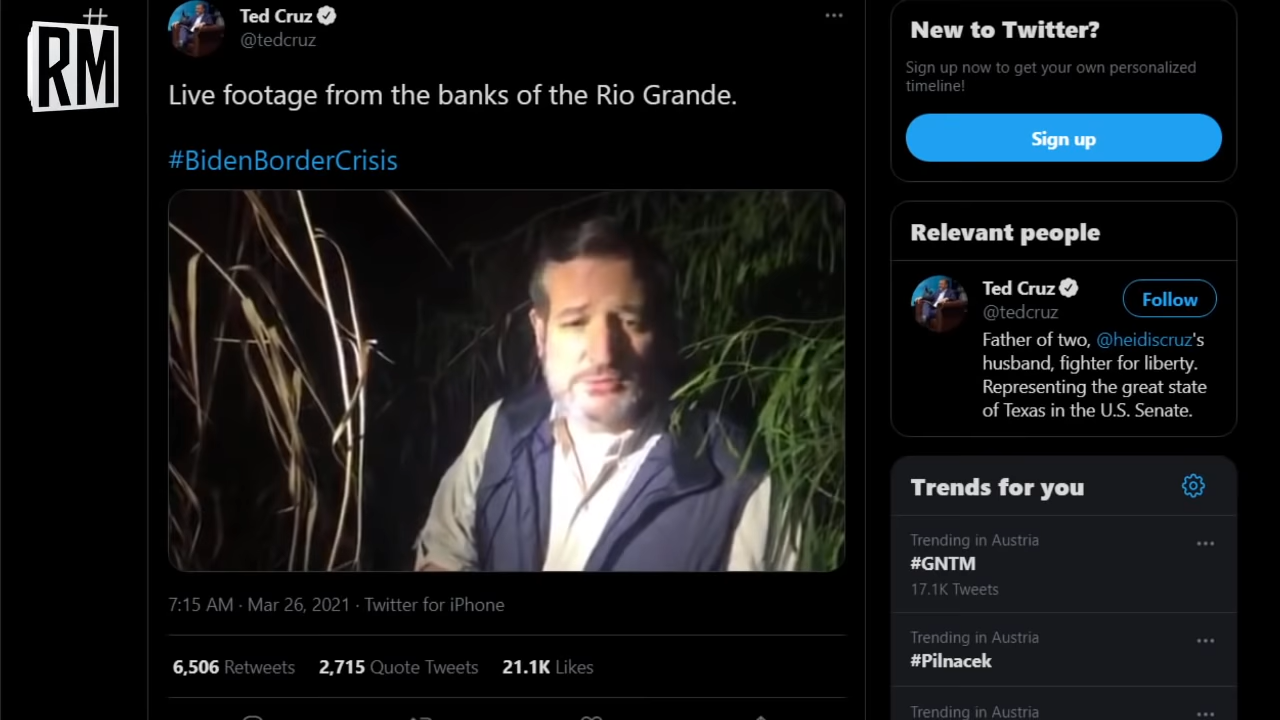 #
RM
Ted Cruz
@tedcruz
Live footage from the banks of the Rio Grande.
#BidenBorderCrisis
7:15 AM · Mar 26, 2021 · Twitter for iPhone
6,506 Retweets 2,715 Quote Tweets 21.1K Likes
New to Twitter?
Sign up now to get your own personalized
timeline!
Sign up
Relevant people
Ted Cruz
@tedcruz
Follow
Father of two, @heidiscruz's
husband, fighter for liberty.
Representing the great state
of Texas in the U.S. Senate.
Trends for you
Trending in Austria
#GNTM
17.1K Tweets
Trending in Austria
#Pilnacek
Trending in Austria